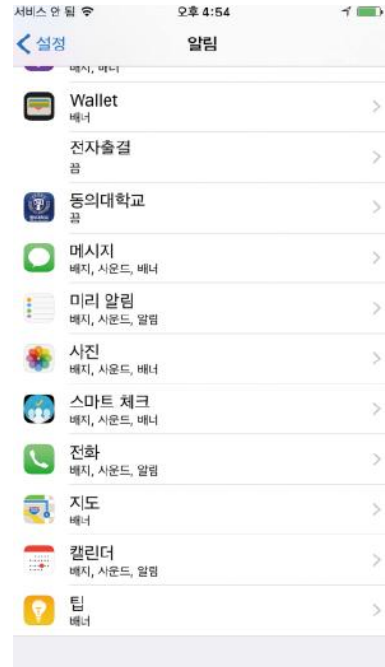 서비스 안 됨 오후 4:54
설정 알림
배지, 배너
Wallet
배너
전자출결
끔
동의대학교
끔
메시지
배지, 사운드, 배너
미리 알림
배지, 사운드, 알림
사진
배지, 사운드, 배너
스마트 체크
배지, 사운드, 배너
전화
배지, 사운드, 알림
지도
배너
캘린더
배지, 사운드, 알림
팁
배너